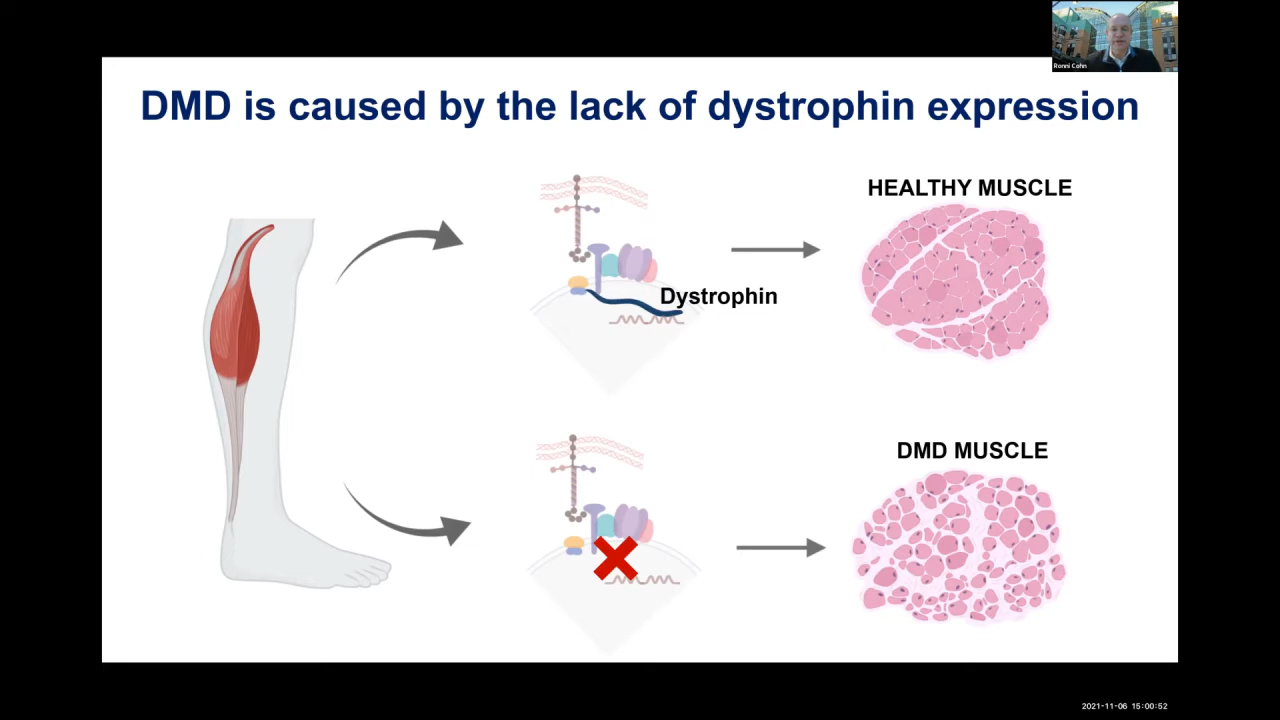 Ronni Cohn
DMD is caused by the lack of dystrophin expression
HEALTHY MUSCLE
Dystrophin
DMD MUSCLE
2021-11-06 15:00:52